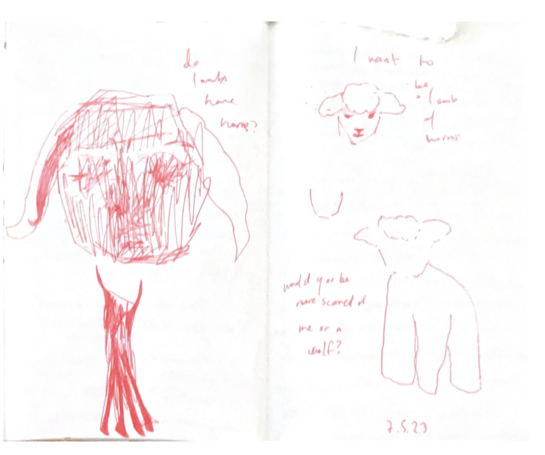 do
lambs
have
horns?
I want to
be
a lamb
of
horns
would you be
more scared of
me or a
wolf?
7.5.23